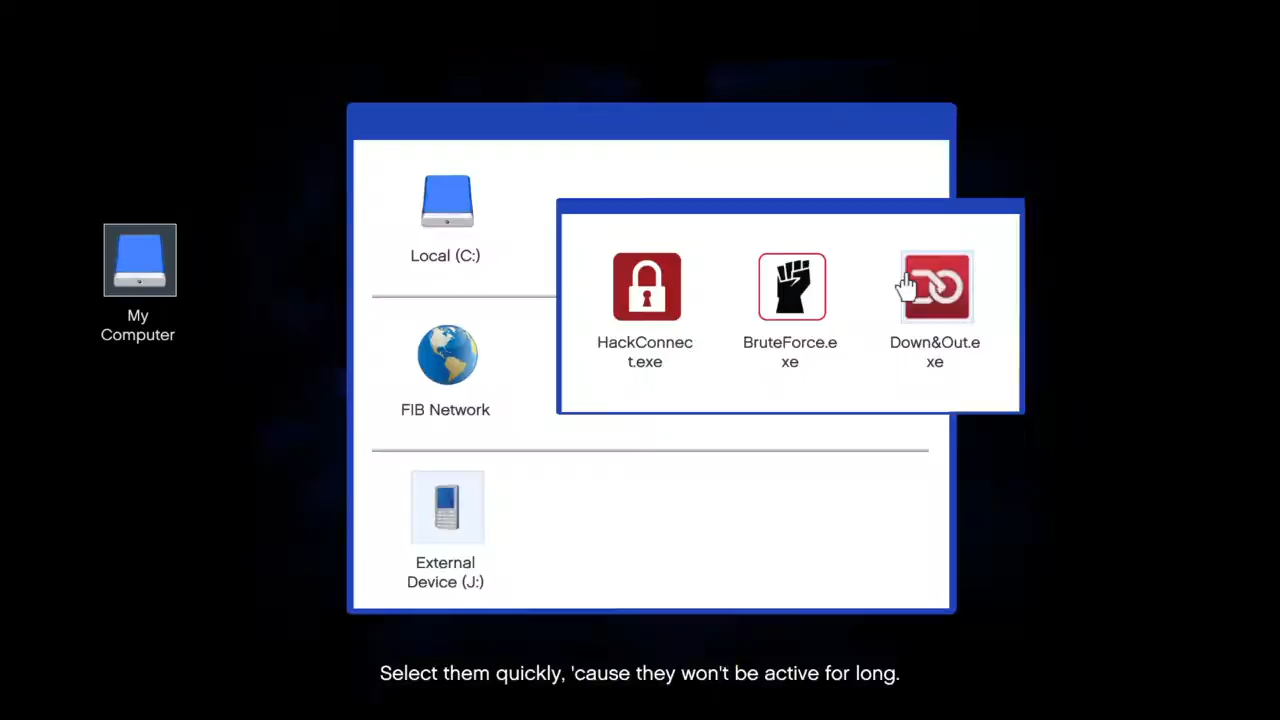 Local (C:)
My
Computer
HackConnec
t.exe
BruteForce.e
xe
Down&Out.e
xe
FIB Network
External
Device (J:)
Select them quickly, 'cause they won't be active for long.